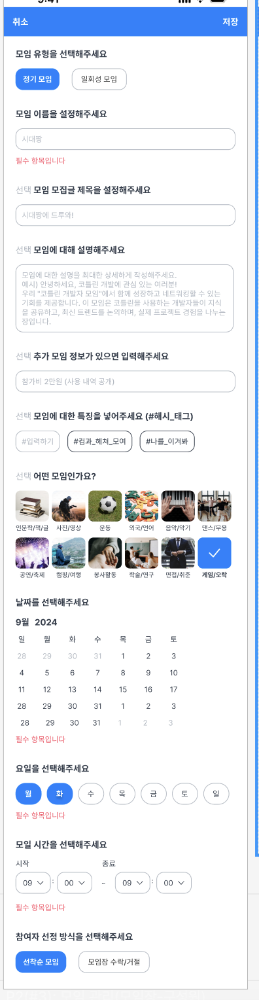 9:41
취소 저장
모임 유형을 선택해주세요
정기 모임 일회성 모임
모임 이름을 설정해주세요
시대짱
필수 항목입니다
선택 모임 모집글 제목을 설정해주세요
시대짱에 드루와!
선택 모임에 대해 설명해주세요
모임에 대한 설명을 최대한 상세하게 작성해주세요.
예시) 안녕하세요, 코틀린 개발에 관심 있는 여러분!
우리 "코틀린 개발자 모임"에서 함께 성장하고 네트워킹할 수 있는
기회를 제공합니다. 이 모임은 코틀린을 사용하는 개발자들이 지식
을 공유하고, 최신 트렌드를 논의하며, 실제 프로젝트 경험을 나누는
장입니다.
선택 추가 모임 정보가 있으면 입력해주세요
참가비 2만원 (사용 내역 공개)
선택 모임에 대한 특징을 넣어주세요 (#해시_태그)
#입력하기 #컴과_헤쳐_모여 #나를_이겨봐
선택 어떤 모임인가요?
인문학/책/글 사진/영상 운동 외국/언어 음악/악기 댄스/무용
공연/축제 캠핑/여행 봉사활동 학술/연구 면접/취준 게임/오락
날짜를 선택해주세요
9월 2024
일 월 화 수 목 금 토
28 29 30 31 1 2 3
4 5 6 7 8 9 10
11 12 13 14 15 16 17
28 29 30 31 1 2 3
28 29 30 31 1 2 3
필수 항목입니다
요일을 선택해주세요
월 화 수 목 금 토 일
필수 항목입니다
모일 시간을 선택해주세요
시작 종료
09 : 00 ~ 09 : 00
필수 항목입니다
참여자 선정 방식을 선택해주세요
선착순 모임 모임장 수락/거절